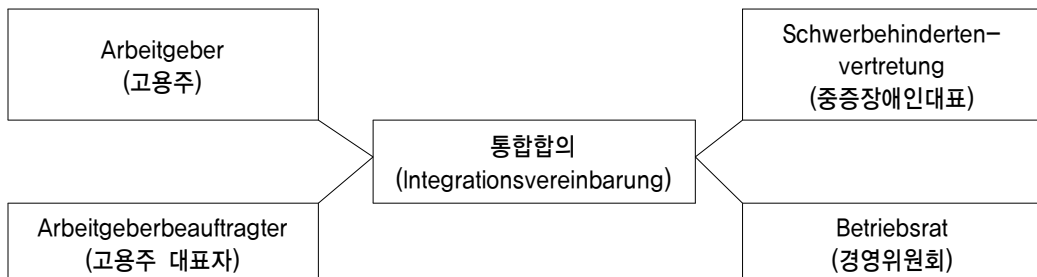 Arbeitgeber
(고용주)
Schwerbehinderten-
vertretung
(중증장애인대표)
통합합의
(Integrationsvereinbarung)
Arbeitgeberbeauftragter
(고용주 대표자)
Betriebsrat
(경영위원회)